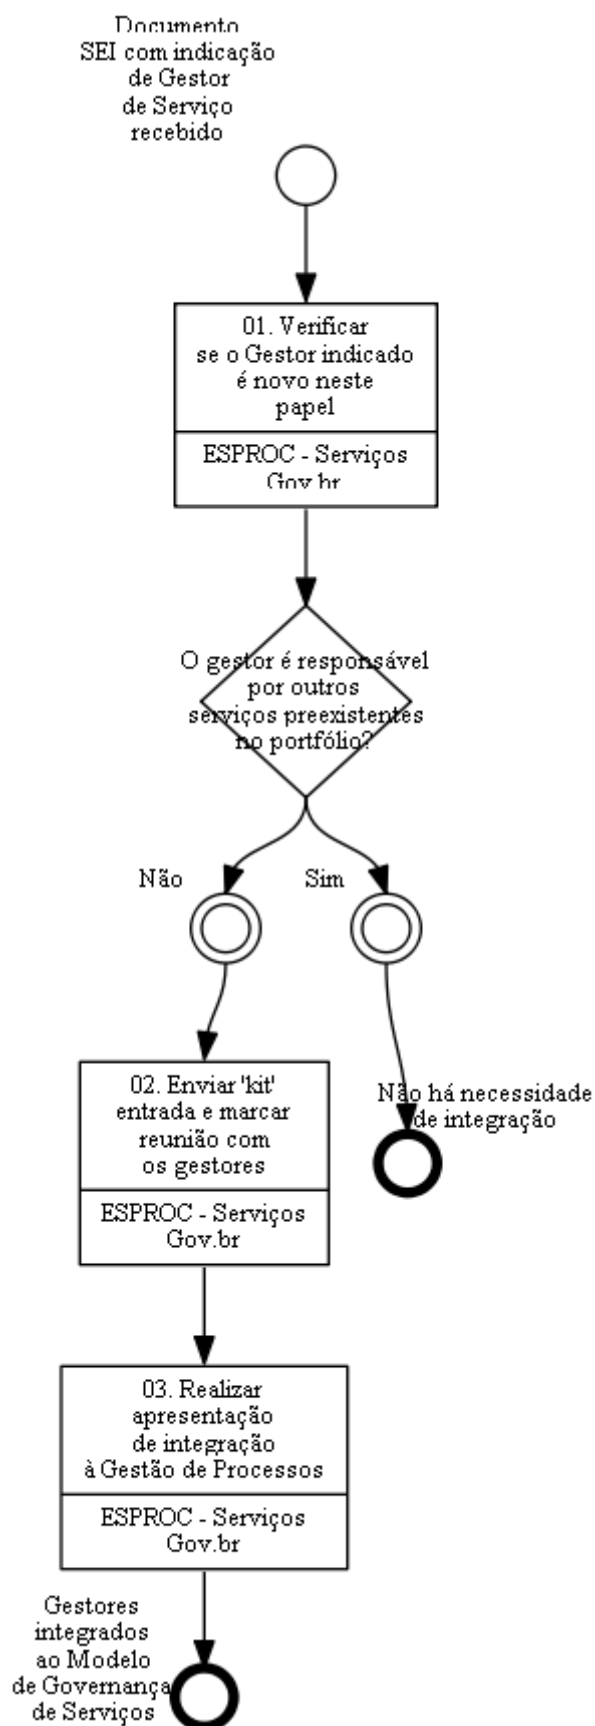 Documento
SEI com indicação
de Gestor
de Serviço
recebido
01. Verificar
se o Gestor indicado
é novo neste
papel
ESPROC - Serviços
Gov.br
O gestor é responsável
por outros
serviços preexistentes
no portfólio?
Não
Sim
02. Enviar 'kit'
entrada e marcar
reunião com
os gestores
ESPROC - Serviços
Gov.br
Não há necessidade
de integração
03. Realizar
apresentação
de integração
à Gestão de Processos
ESPROC - Serviços
Gov.br
Gestores
integrados
ao Modelo
de Governança
de Serviços